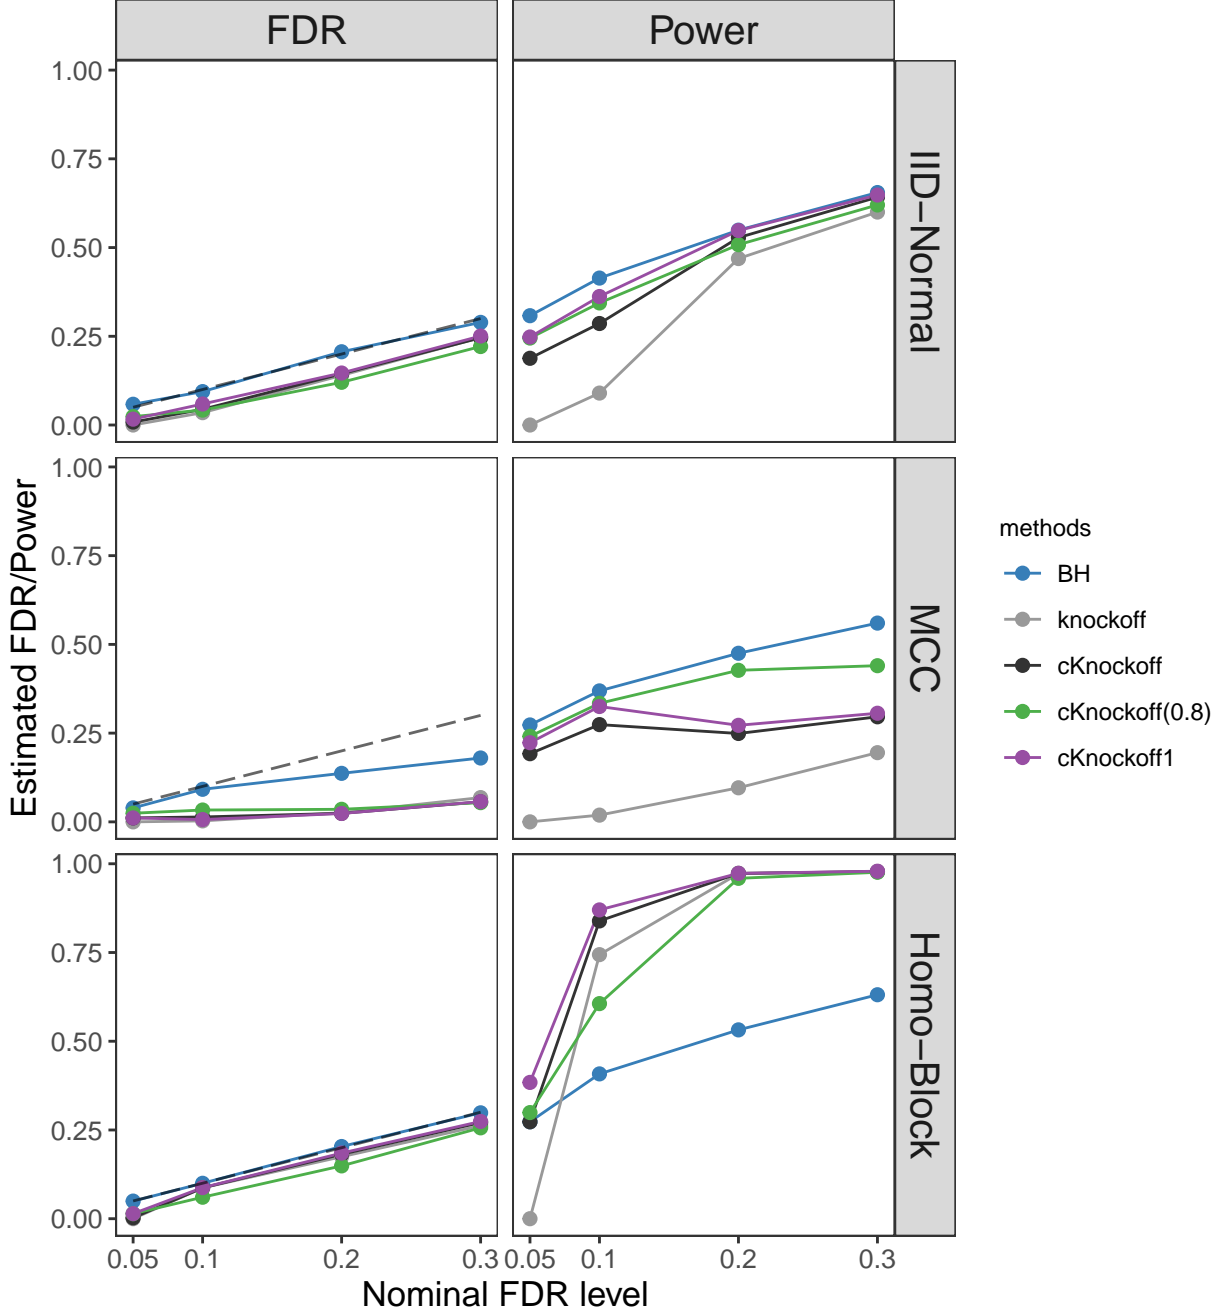 FDR
Power
1.00
0.75
0.50
0.25
0.00
IID−Normal
1.00
0.75
0.50
0.25
0.00
MCC
1.00
0.75
0.50
0.25
0.00
Homo−Block
Estimated FDR/Power
0.05 0.1 0.2 0.3
0.05 0.1 0.2 0.3
Nominal FDR level
methods
BH
knockoff
cKnockoff
cKnockoff(0.8)
cKnockoff1